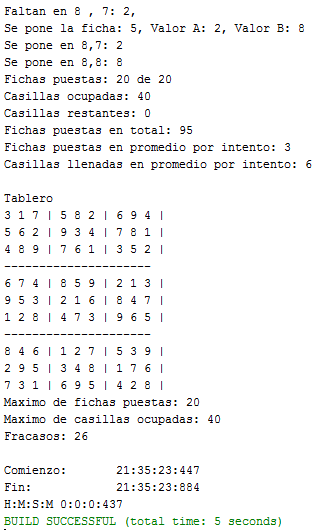 Faltan en 8 , 7: 2,
Se pone la ficha: 5, Valor A: 2, Valor B: 8
Se pone en 8,7: 2
Se pone en 8,8: 8
Fichas puestas: 20 de 20
Casillas ocupadas: 40
Casillas restantes: 0
Fichas puestas en total: 95
Fichas puestas en promedio por intento: 3
Casillas llenadas en promedio por intento: 6
Tablero
3 1 7 | 5 8 2 | 6 9 4 |
5 6 2 | 9 3 4 | 7 8 1 |
4 8 9 | 7 6 1 | 3 5 2 |
---------------------
6 7 4 | 8 5 9 | 2 1 3 |
9 5 3 | 2 1 6 | 8 4 7 |
1 2 8 | 4 7 3 | 9 6 5 |
---------------------
8 4 6 | 1 2 7 | 5 3 9 |
2 9 5 | 3 4 8 | 1 7 6 |
7 3 1 | 6 9 5 | 4 2 8 |
Maximo de fichas puestas: 20
Maximo de casillas ocupadas: 40
Fracasos: 26
Comienzo: 21:35:23:447
Fin: 21:35:23:884
H:M:S:M 0:0:0:437
BUILD SUCCESSFUL (total time: 5 seconds)